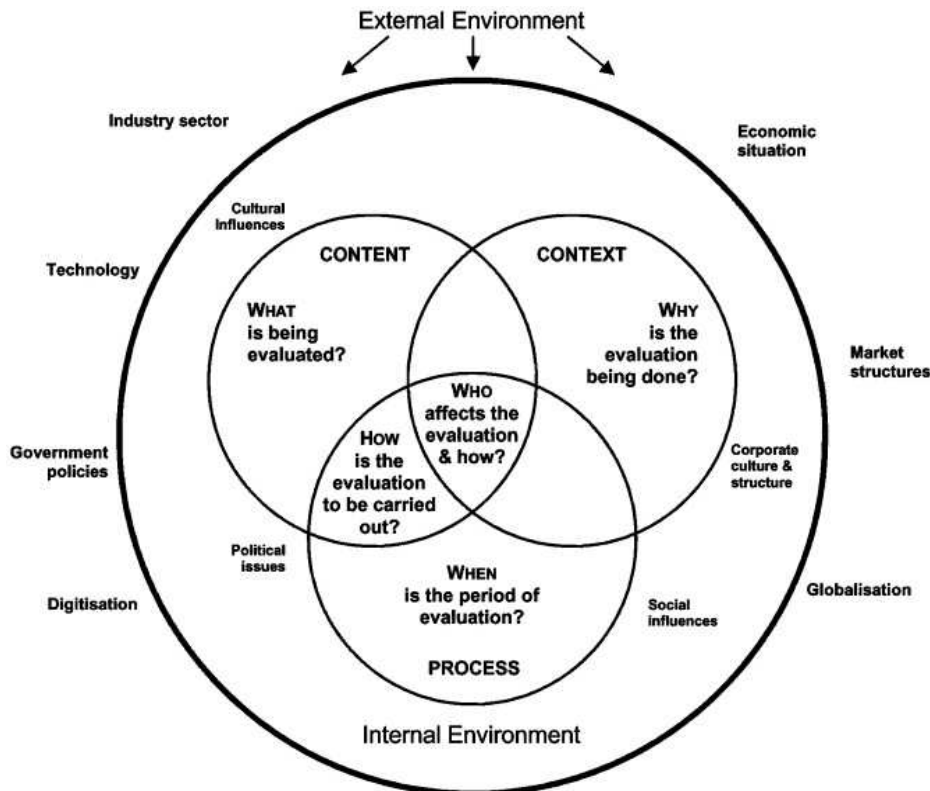 External Environment
Industry sector
Economic
situation
Cultural
Influences
CONTENT
CONTEXT
Technology
WHAT
is being
evaluated?
WHY
is the
evaluation
being done?
Market
structures
WHO
affects the
evaluation
& how?
HOW
is the
evaluation
to be carried
out?
Government
policies
Corporate
culture &
structure
Political
issues
WHEN
is the period of
evaluation?
Digitisation
Social
influences
Globalisation
PROCESS
Internal Environment